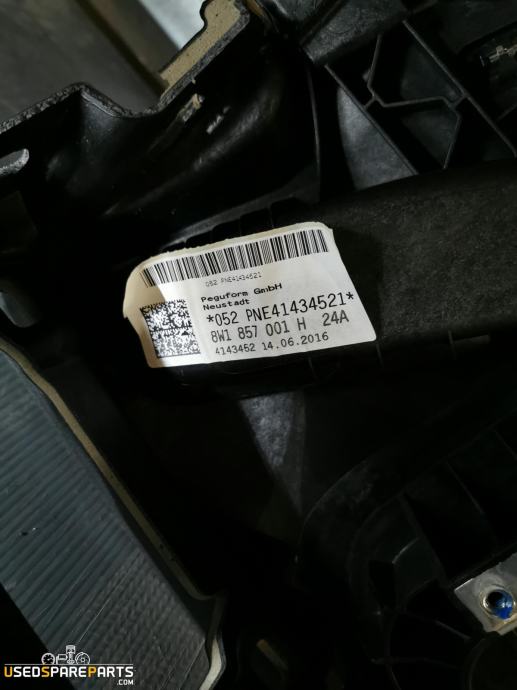 052 PNE41434521
Peguform GmbH
Neustadt
*052 PNE41434521*
8W1 857 001 H 24A
4143452 14.06.2016
USEDSPAREPARTS.COM